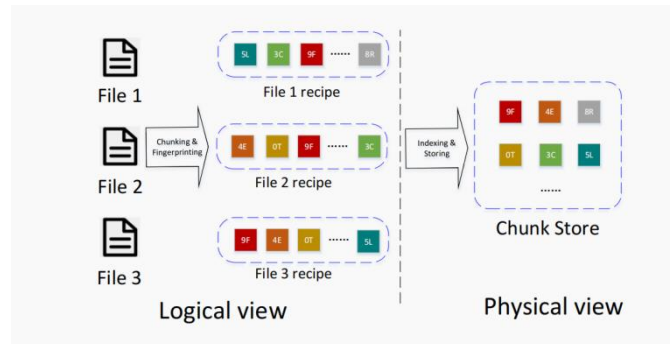 File 1
5L 3C 9F ...... 8R
File 1 recipe
File 2
Chunking &
Fingerprinting
4E 0T 9F ...... 3C
File 2 recipe
File 3
9F 4E 0T ...... 5L
File 3 recipe
Logical view
Indexing &
Storing
9F 4E 8R
0T 3C 5L
......
Chunk Store
Physical view